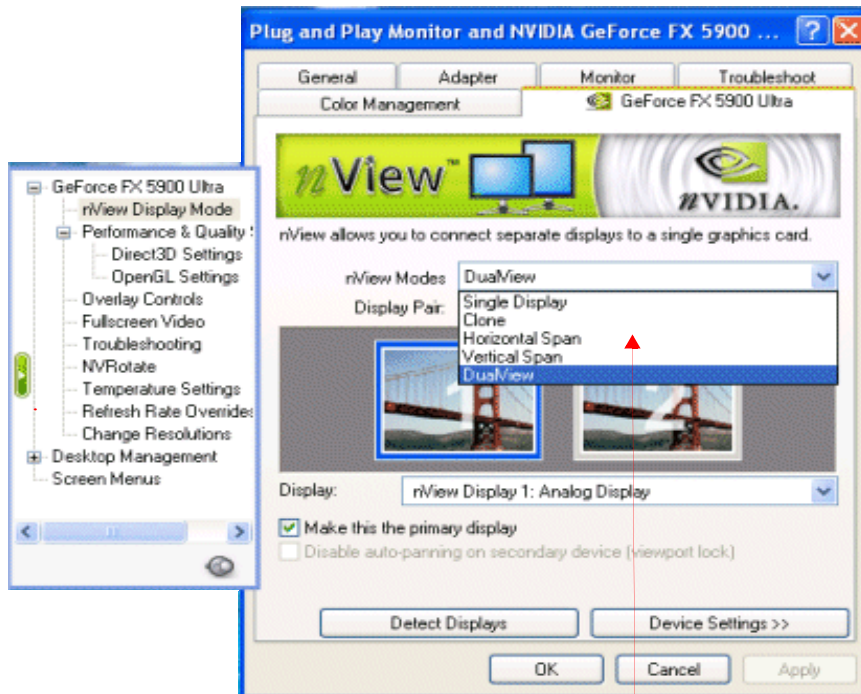 Plug and Play Monitor and NVIDIA GeForce FX 5900 ...
General Adapter Monitor Troubleshoot
Color Management GeForce FX 5900 Ultra
nView™
NVIDIA.
nView allows you to connect separate displays to a single graphics card.
nView Modes DualView
Display Pair:
Single Display
Clone
Horizontal Span
Vertical Span
DualView
1 2
Display: nView Display 1: Analog Display
Make this the primary display
Disable auto-panning on secondary device (viewport lock)
Detect Displays Device Settings >>
OK Cancel Apply
GeForce FX 5900 Ultra
nView Display Mode
Performance & Quality S
Direct3D Settings
OpenGL Settings
Overlay Controls
Fullscreen Video
Troubleshooting
NVRotate
Temperature Settings
Refresh Rate Overrides
Change Resolutions
Desktop Management
Screen Menus